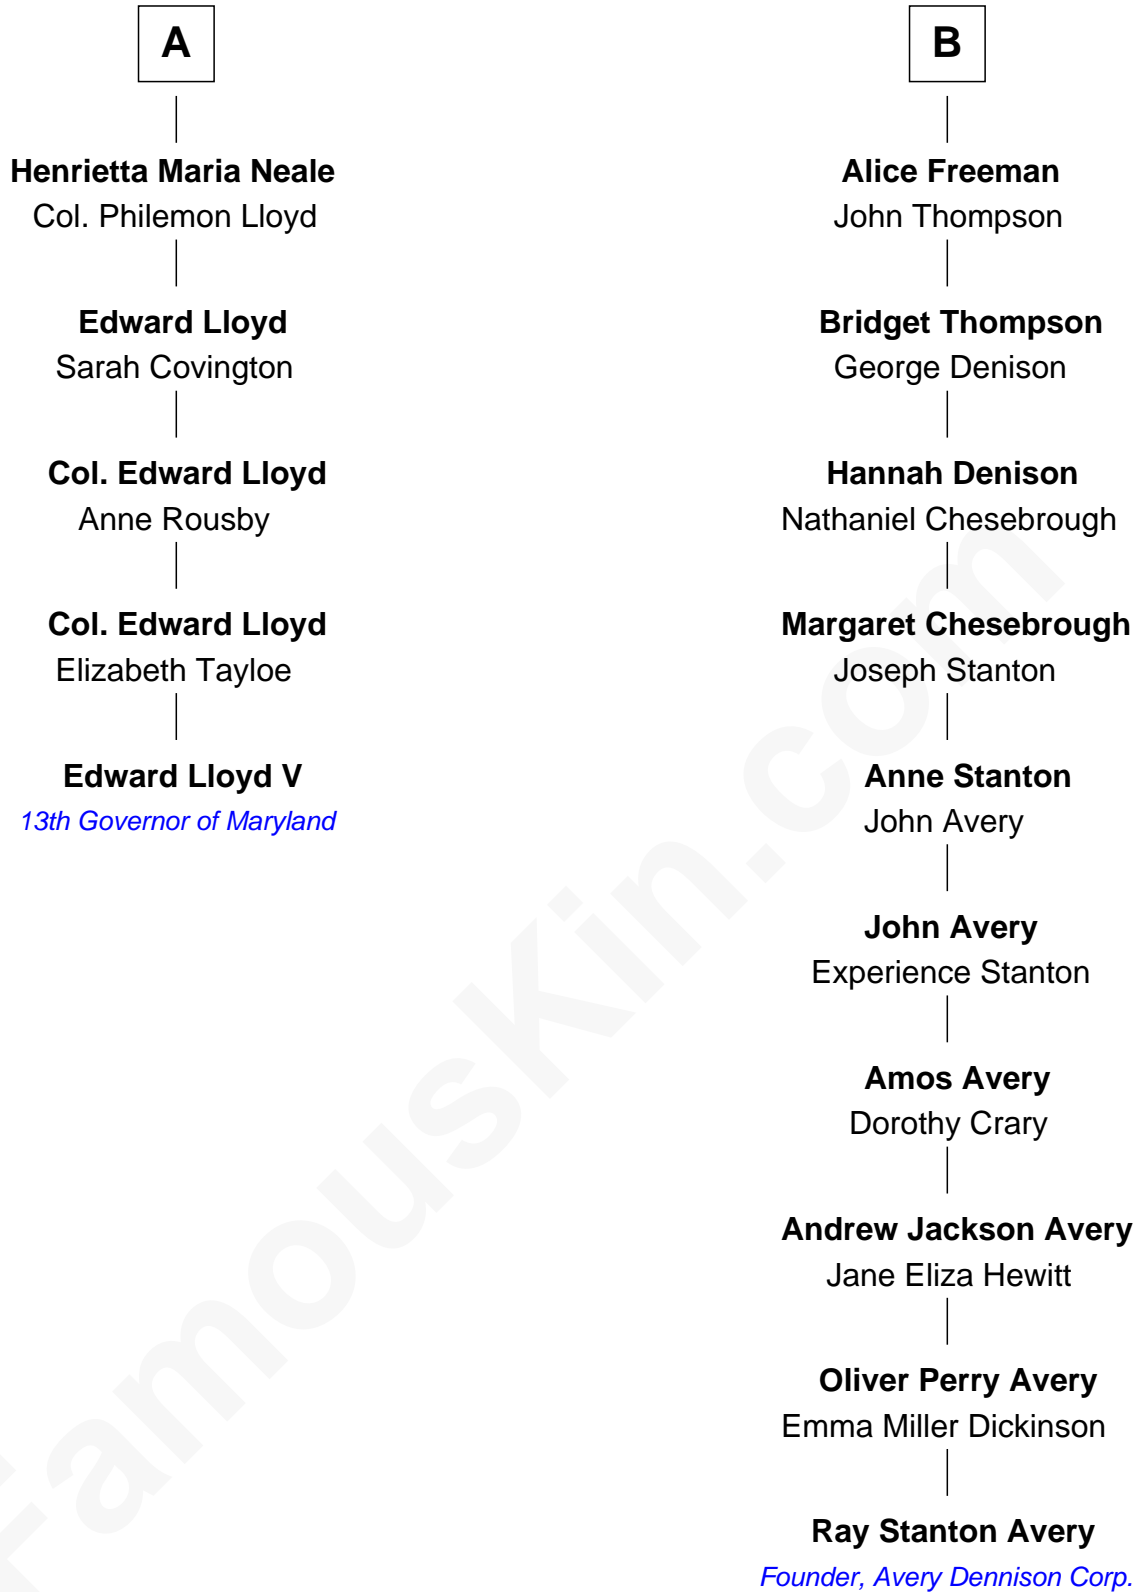 A
Henrietta Maria Neale
Col. Philemon Lloyd
Edward Lloyd
Sarah Covington
Col. Edward Lloyd
Anne Rousby
Col. Edward Lloyd
Elizabeth Tayloe
Edward Lloyd V
13th Governor of Maryland
B
Alice Freeman
John Thompson
Bridget Thompson
George Denison
Hannah Denison
Nathaniel Chesebrough
Margaret Chesebrough
Joseph Stanton
Anne Stanton
John Avery
John Avery
Experience Stanton
Amos Avery
Dorothy Crary
Andrew Jackson Avery
Jane Eliza Hewitt
Oliver Perry Avery
Emma Miller Dickinson
Ray Stanton Avery
Founder, Avery Dennison Corp.
FamousKin.com